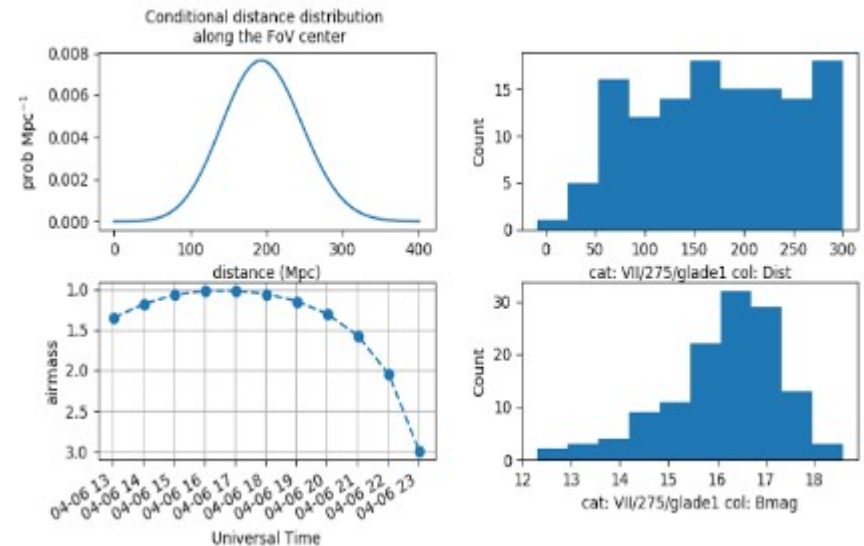 Conditional distance distribution
along the FoV center
prob Mpc⁻¹
0.008
0.006
0.004
0.002
0.000
0 100 200 300 400
distance (Mpc)
Count
15
10
5
0
0 50 100 150 200 250 300
cat: VII/275/glade1 col: Dist
airmass
1.0
1.5
2.0
2.5
3.0
04-06 13
04-06 14
04-06 15
04-06 16
04-06 17
04-06 18
04-06 19
04-06 20
04-06 21
04-06 22
04-06 23
Universal Time
Count
30
20
10
0
12 13 14 15 16 17 18
cat: VII/275/glade1 col: Bmag